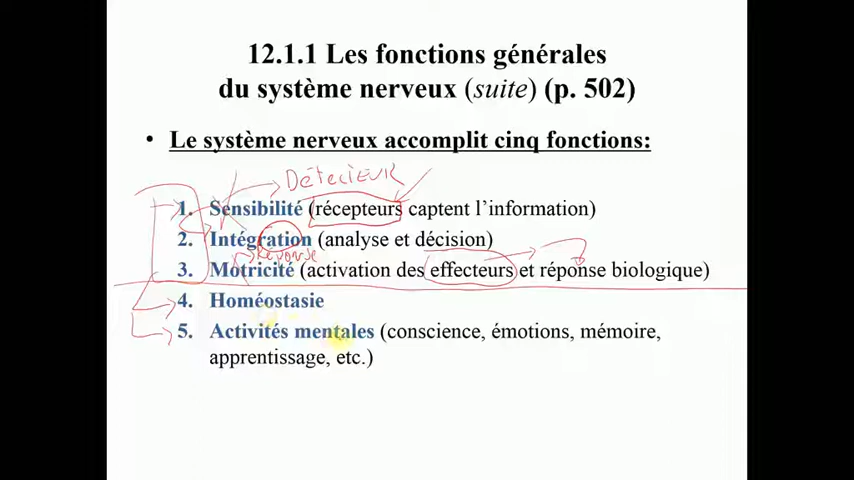 12.1.1 Les fonctions générales
du système nerveux (suite) (p. 502)
• Le système nerveux accomplit cinq fonctions:
DÉTECTEUR
1. Sensibilité (récepteurs captent l'information)
2. Intégration (analyse et décision)
Réponse
3. Motricité (activation des effecteurs et réponse biologique)
4. Homéostasie
5. Activités mentales (conscience, émotions, mémoire,
apprentissage, etc.)